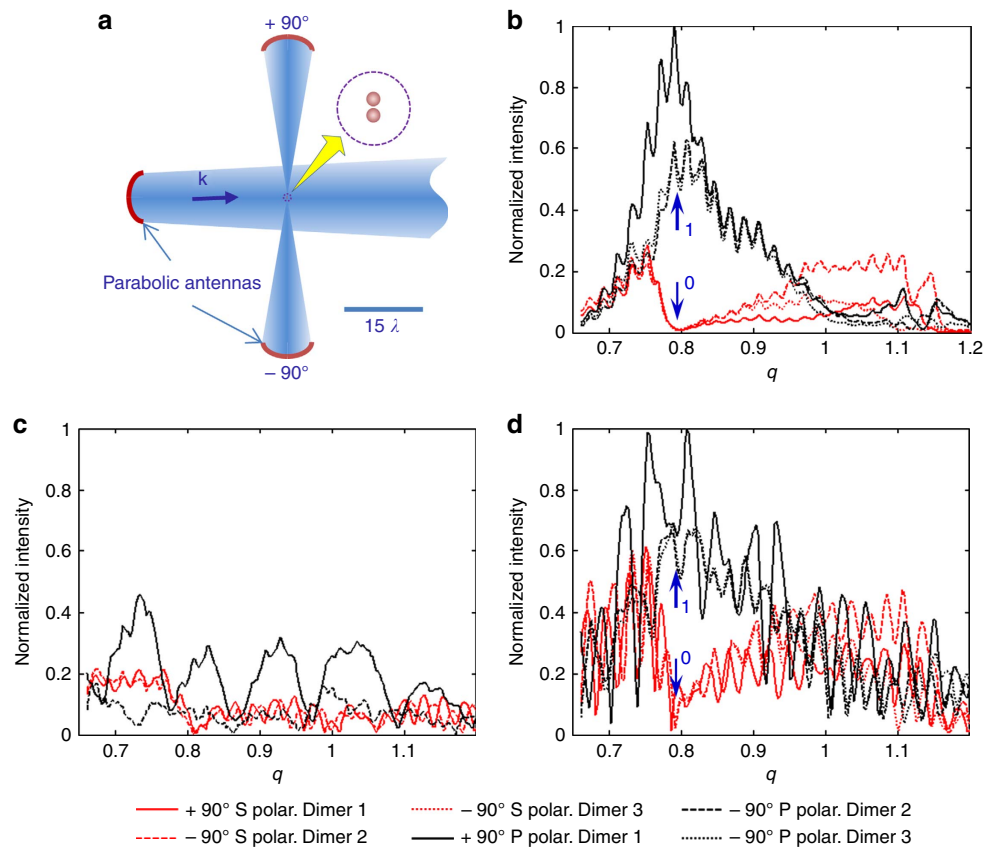 a
+ 90°
k
Parabolic antennas
15 λ
– 90°
b
Normalized intensity
1
0.8
0.6
0.4
0.2
0
1
0
0.7
0.8
0.9
1
1.1
1.2
q
c
Normalized intensity
1
0.8
0.6
0.4
0.2
0
0.7
0.8
0.9
1
1.1
q
d
Normalized intensity
1
0.8
0.6
0.4
0.2
0
1
0
0.7
0.8
0.9
1
1.1
1.2
q
+ 90° S polar. Dimer 1
– 90° S polar. Dimer 3
– 90° P polar. Dimer 2
– 90° S polar. Dimer 2
+ 90° P polar. Dimer 1
– 90° P polar. Dimer 3